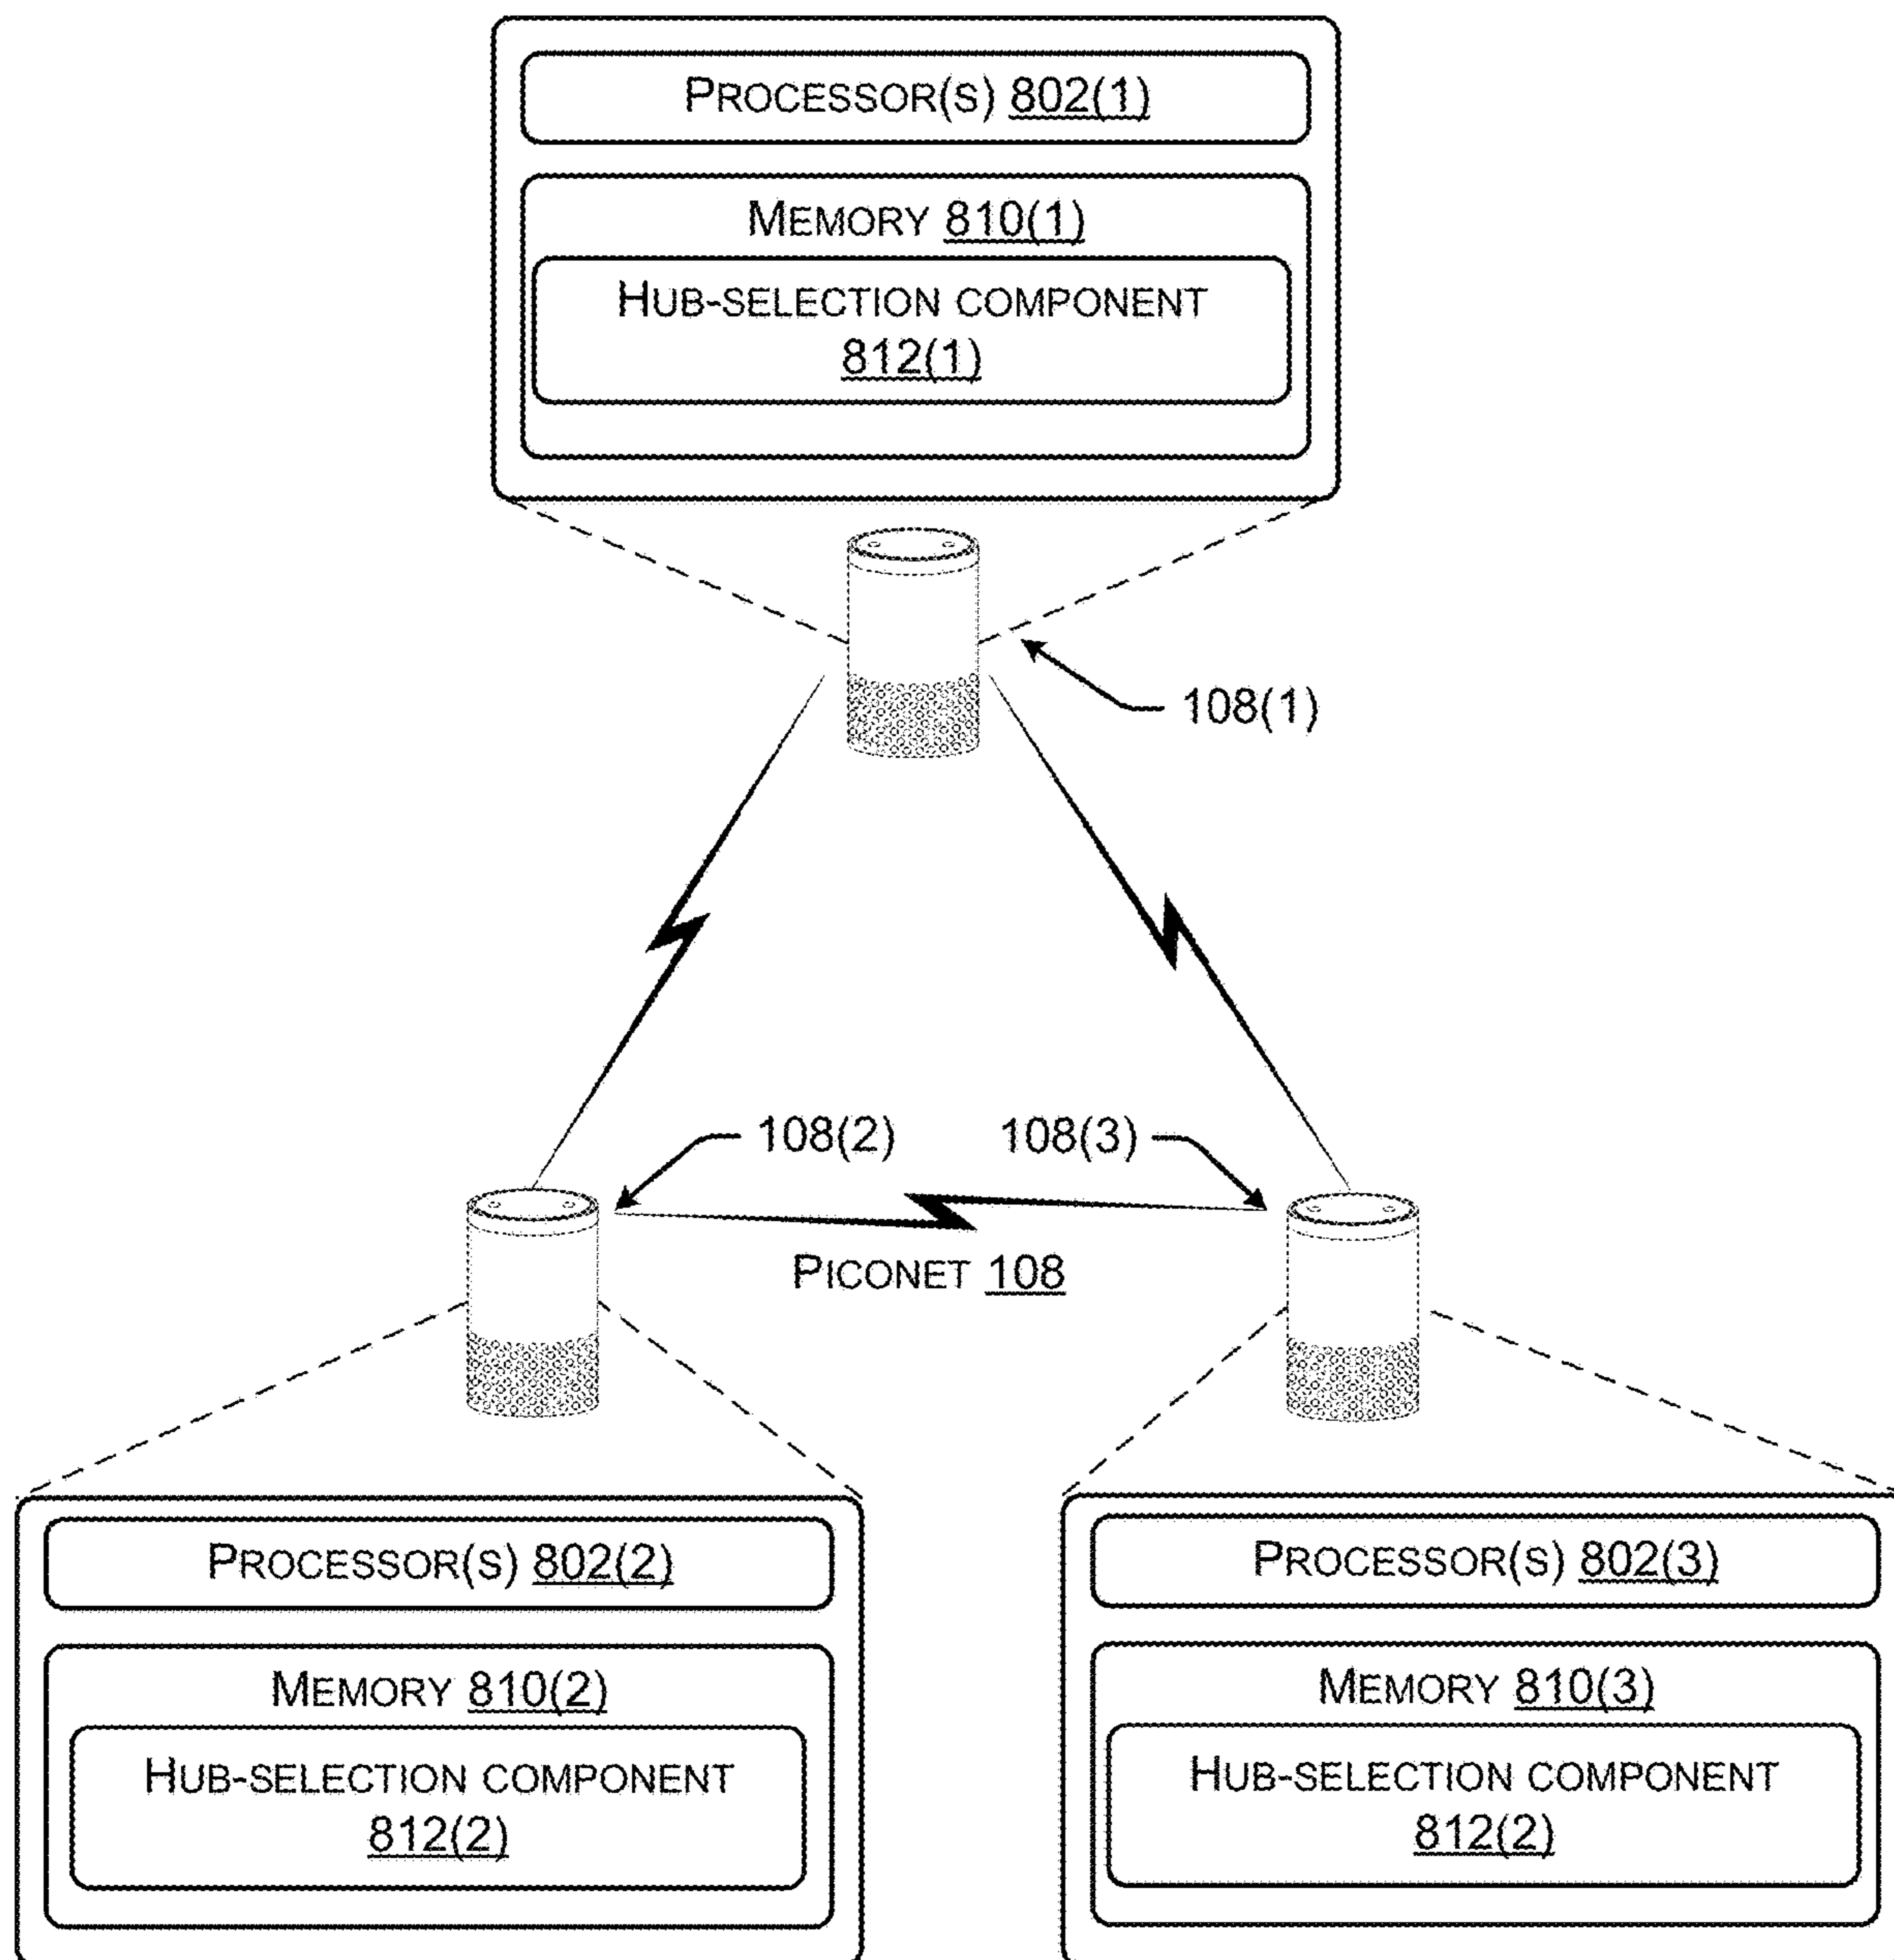 PROCESSOR(S) 802(1)
MEMORY 810(1)
HUB-SELECTION COMPONENT
812(1)
108(1)
108(2)
108(3)
PICONET 108
PROCESSOR(S) 802(2)
MEMORY 810(2)
HUB-SELECTION COMPONENT
812(2)
PROCESSOR(S) 802(3)
MEMORY 810(3)
HUB-SELECTION COMPONENT
812(2)